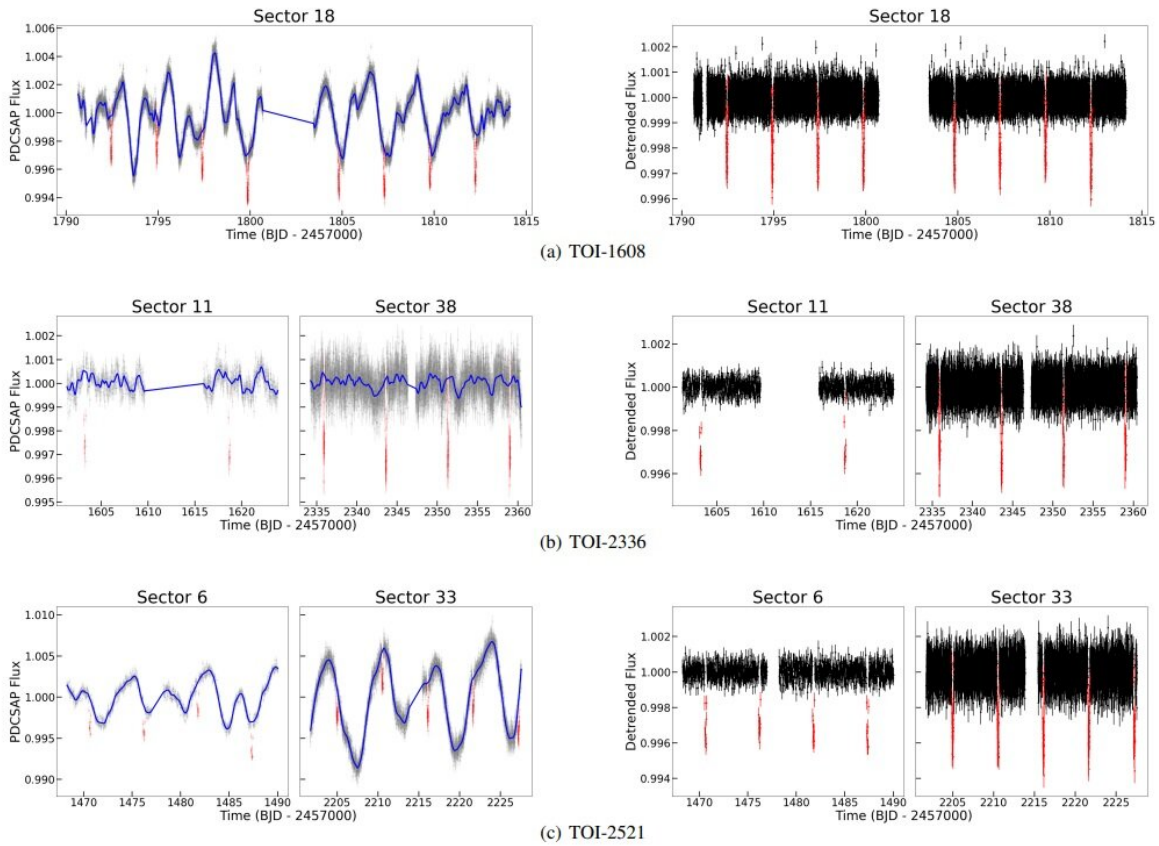 Sector 18
Sector 18
1.006
1.004
1.002
1.000
0.998
0.996
0.994
PDCSAP Flux
1790 1795 1800 1805 1810 1815
Time (BJD - 2457000)
1.002
1.001
1.000
0.999
0.998
0.997
0.996
Detrended Flux
1790 1795 1800 1805 1810 1815
Time (BJD - 2457000)
(a) TOI-1608
Sector 11 Sector 38
Sector 11 Sector 38
1.002
1.001
1.000
0.999
0.998
0.997
0.996
0.995
PDCSAP Flux
1605 1610 1615 1620 2335 2340 2345 2350 2355 2360
Time (BJD - 2457000)
1.002
1.000
0.998
0.996
Detrended Flux
1605 1610 1615 1620 2335 2340 2345 2350 2355 2360
Time (BJD - 2457000)
(b) TOI-2336
Sector 6 Sector 33
Sector 6 Sector 33
1.010
1.005
1.000
0.995
0.990
PDCSAP Flux
1470 1475 1480 1485 1490 2205 2210 2215 2220 2225
Time (BJD - 2457000)
1.002
1.000
0.998
0.996
0.994
Detrended Flux
1470 1475 1480 1485 1490 2205 2210 2215 2220 2225
Time (BJD - 2457000)
(c) TOI-2521